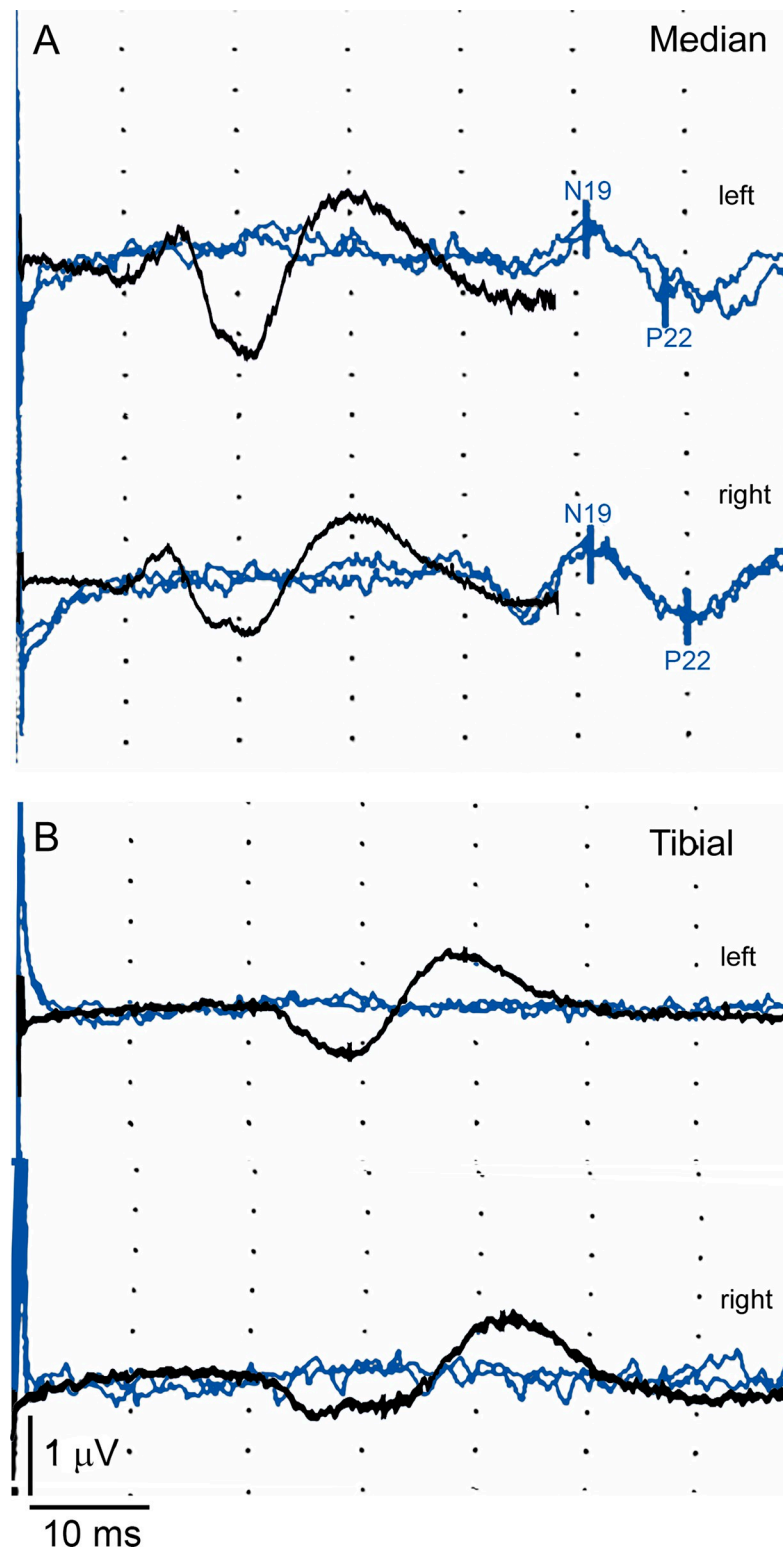 A
Median
N19
left
P22
N19
right
P22
B
Tibial
left
right
1 μV
10 ms